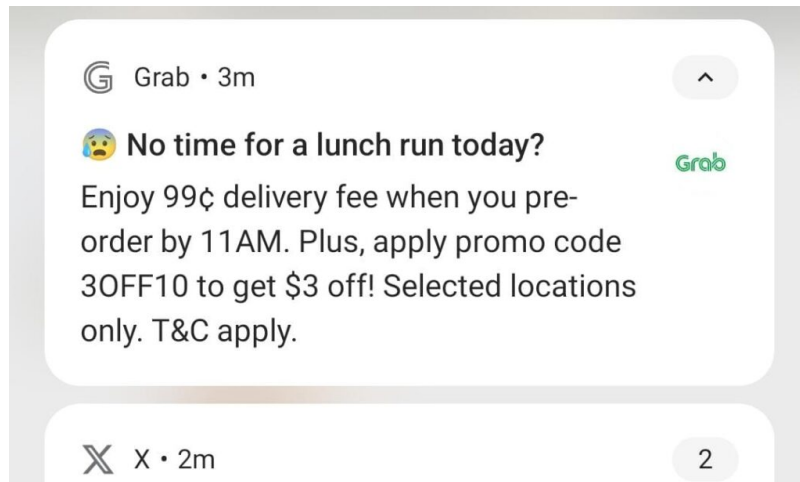 Grab • 3m
😰 No time for a lunch run today?
Grab
Enjoy 99¢ delivery fee when you pre-
order by 11AM. Plus, apply promo code
3OFF10 to get $3 off! Selected locations
only. T&C apply.
X • 2m
2